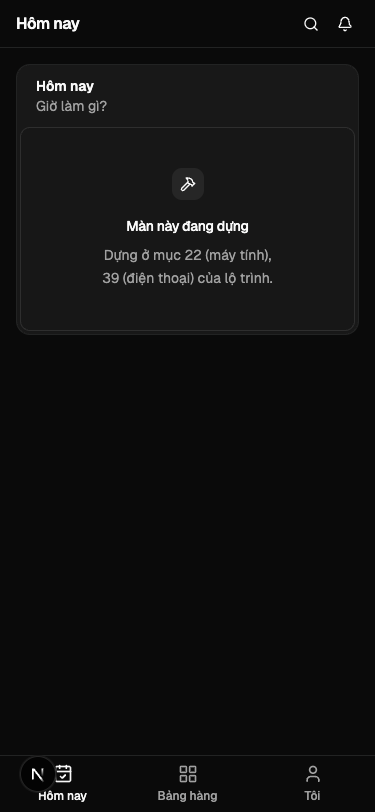 Hôm nay
Hôm nay
Giờ làm gì?
Màn này đang dựng
Dựng ở mục 22 (máy tính),
39 (điện thoại) của lộ trình.
N
Hôm nay
Bảng hàng
Tôi